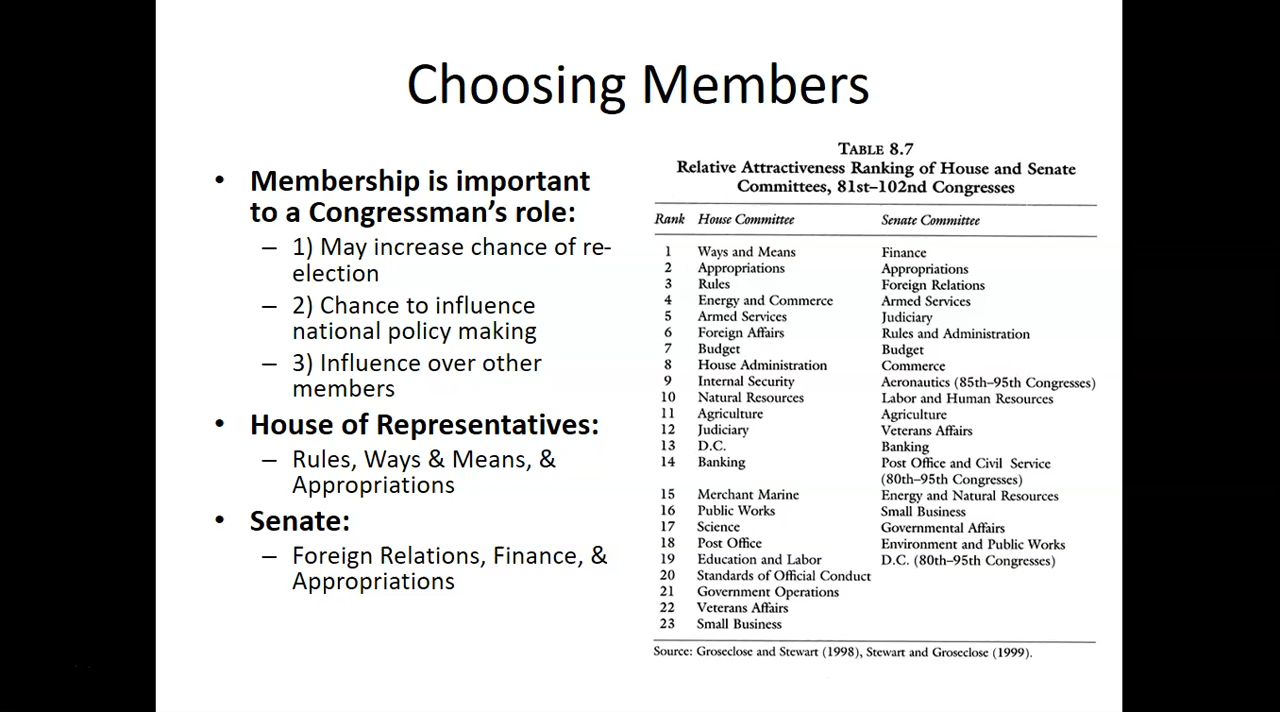 Choosing Members
• Membership is important
to a Congressman's role:
– 1) May increase chance of re-
election
– 2) Chance to influence
national policy making
– 3) Influence over other
members
• House of Representatives:
– Rules, Ways & Means, &
Appropriations
• Senate:
– Foreign Relations, Finance, &
Appropriations
TABLE 8.7
Relative Attractiveness Ranking of House and Senate
Committees, 81st–102nd Congresses
Rank House Committee Senate Committee
1 Ways and Means Finance
2 Appropriations Appropriations
3 Rules Foreign Relations
4 Energy and Commerce Armed Services
5 Armed Services Judiciary
6 Foreign Affairs Rules and Administration
7 Budget Budget
8 House Administration Commerce
9 Internal Security Aeronautics (85th–95th Congresses)
10 Natural Resources Labor and Human Resources
11 Agriculture Agriculture
12 Judiciary Veterans Affairs
13 D.C. Banking
14 Banking Post Office and Civil Service
(80th–95th Congresses)
15 Merchant Marine Energy and Natural Resources
16 Public Works Small Business
17 Science Governmental Affairs
18 Post Office Environment and Public Works
19 Education and Labor D.C. (80th–95th Congresses)
20 Standards of Official Conduct
21 Government Operations
22 Veterans Affairs
23 Small Business
Source: Groseclose and Stewart (1998), Stewart and Groseclose (1999).